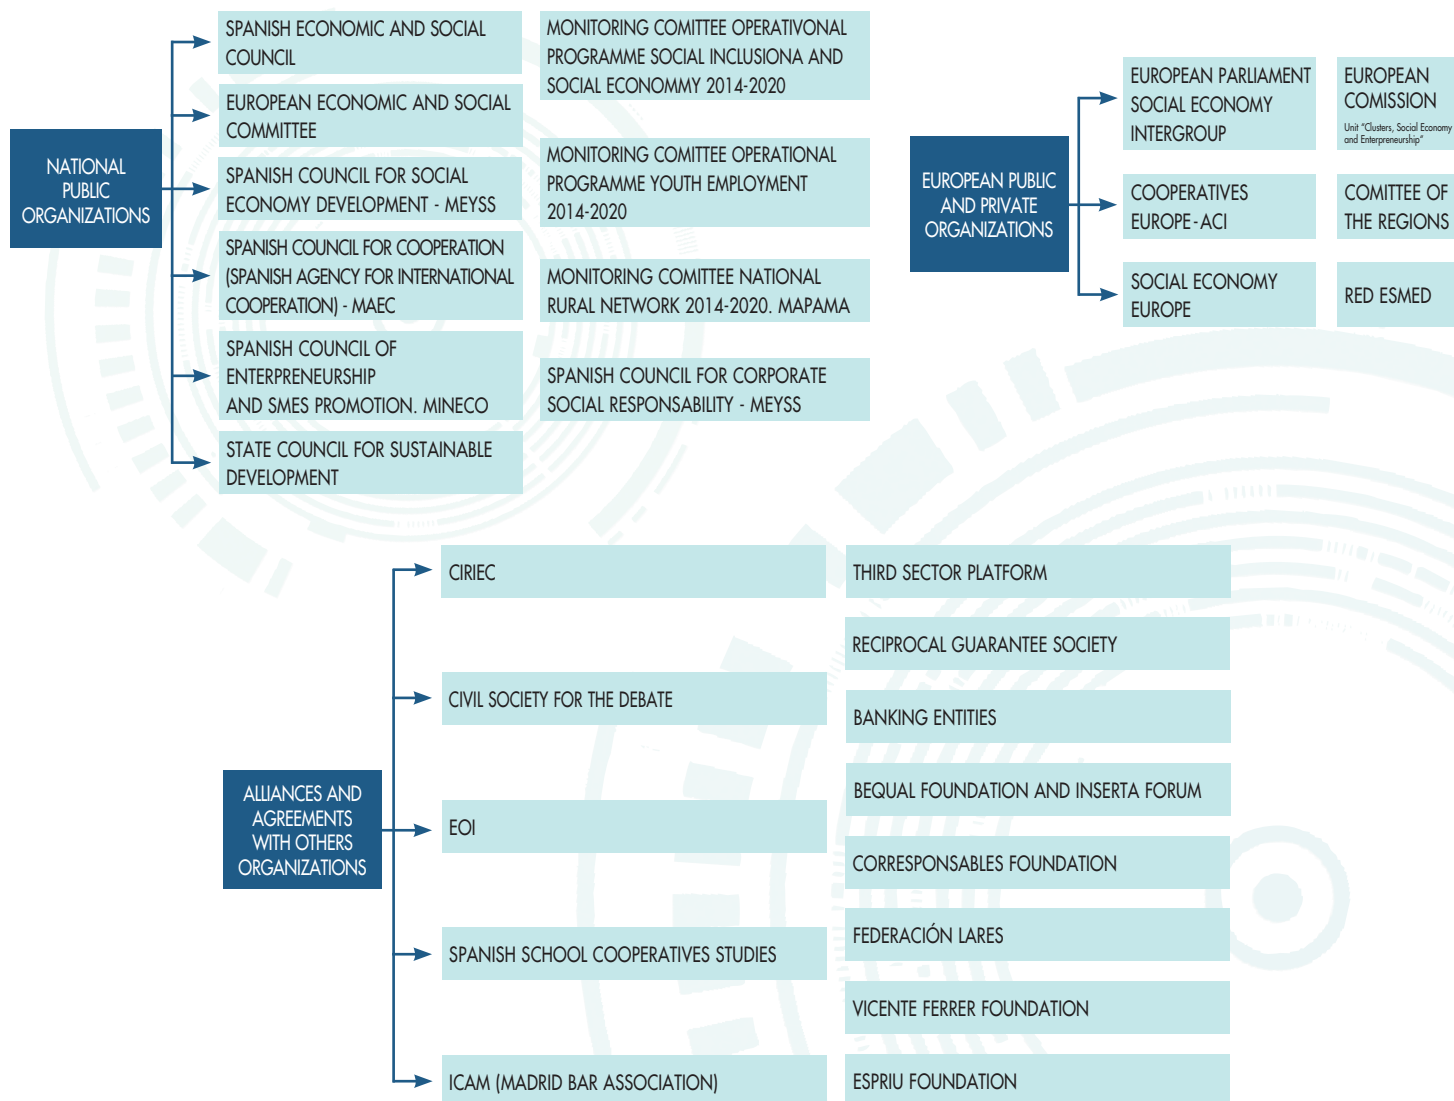 NATIONAL
PUBLIC
ORGANIZATIONS
SPANISH ECONOMIC AND SOCIAL
COUNCIL
EUROPEAN ECONOMIC AND SOCIAL
COMMITTEE
SPANISH COUNCIL FOR SOCIAL
ECONOMY DEVELOPMENT - MEYSS
SPANISH COUNCIL FOR COOPERATION
(SPANISH AGENCY FOR INTERNATIONAL
COOPERATION) - MAEC
SPANISH COUNCIL OF
ENTERPRENEURSHIP
AND SMES PROMOTION. MINECO
STATE COUNCIL FOR SUSTAINABLE
DEVELOPMENT
MONITORING COMITTEE OPERATIVONAL
PROGRAMME SOCIAL INCLUSIONA AND
SOCIAL ECONOMMY 2014-2020
MONITORING COMITTEE OPERATIONAL
PROGRAMME YOUTH EMPLOYMENT
2014-2020
MONITORING COMITTEE NATIONAL
RURAL NETWORK 2014-2020. MAPAMA
SPANISH COUNCIL FOR CORPORATE
SOCIAL RESPONSABILITY - MEYSS
EUROPEAN PUBLIC
AND PRIVATE
ORGANIZATIONS
EUROPEAN PARLIAMENT
SOCIAL ECONOMY
INTERGROUP
COOPERATIVES
EUROPE-ACI
SOCIAL ECONOMY
EUROPE
EUROPEAN
COMISSION
Unit "Clusters, Social Economy
and Enterpreneurship"
COMITTEE OF
THE REGIONS
RED ESMED
ALLIANCES AND
AGREEMENTS
WITH OTHERS
ORGANIZATIONS
CIRIEC
CIVIL SOCIETY FOR THE DEBATE
EOI
SPANISH SCHOOL COOPERATIVES STUDIES
ICAM (MADRID BAR ASSOCIATION)
THIRD SECTOR PLATFORM
RECIPROCAL GUARANTEE SOCIETY
BANKING ENTITIES
BEQUAL FOUNDATION AND INSERTA FORUM
CORRESPONSABLES FOUNDATION
FEDERACIÓN LARES
VICENTE FERRER FOUNDATION
ESPRIU FOUNDATION